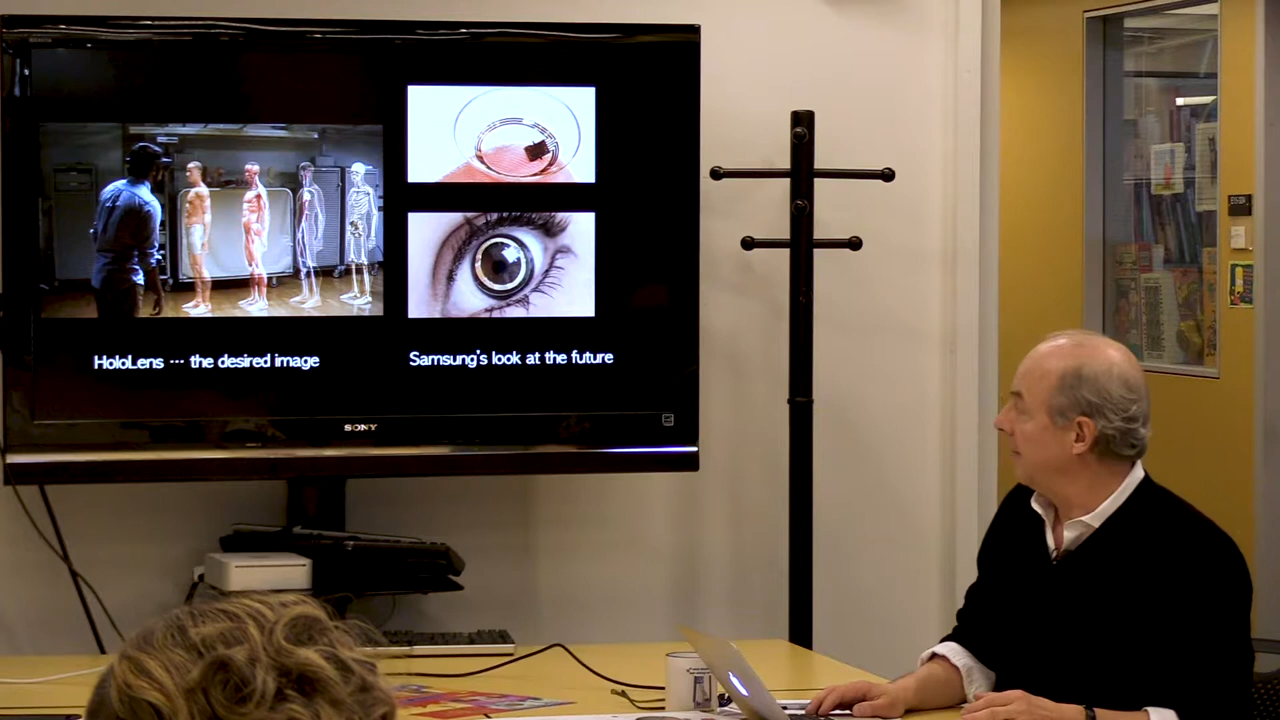 HoloLens ... the desired image
Samsung's look at the future
SONY